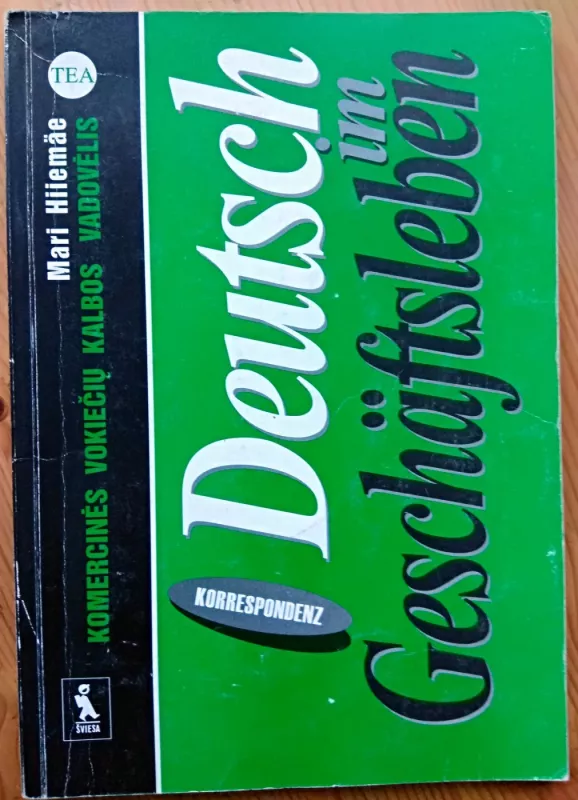 Mari Hiiemäe
TEA
KOMERCINĖS VOKIEČIŲ KALBOS VADOVĖLIS
KORRESPONDENZ
Deutsch
im
Geschäftsleben
ŠVIESA